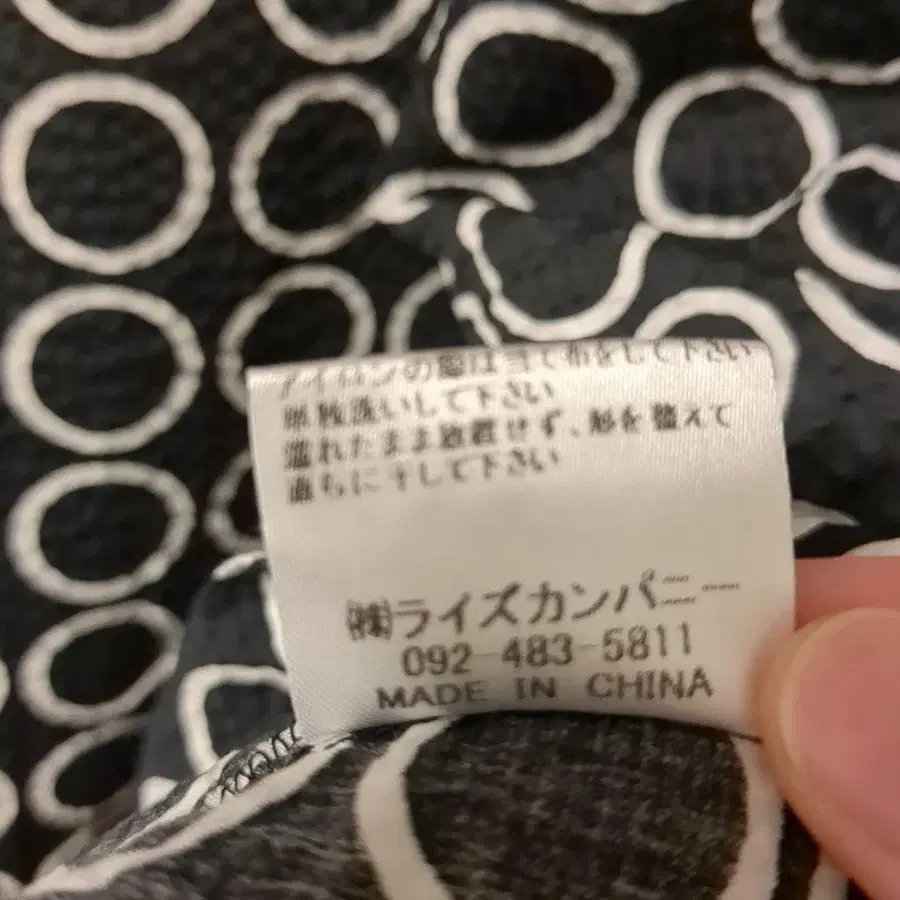 アイロンの際は当て布をして下さい
単独洗いして下さい
濡れたまま放置せず、形を整えて
直ちに干して下さい
㈱ライズカンパニー
092-483-5811
MADE IN CHINA